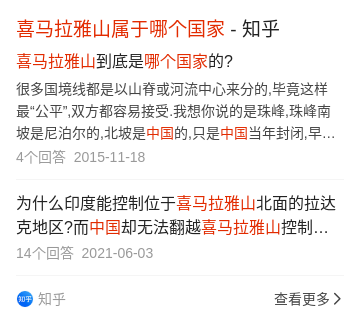 喜马拉雅山属于哪个国家 - 知乎
喜马拉雅山到底是哪个国家的?
很多国境线都是以山脊或河流中心来分的,毕竟这样
最“公平”,双方都容易接受.我想你说的是珠峰,珠峰南
坡是尼泊尔的,北坡是中国的,只是中国当年封闭,早…
4个回答 2015-11-18
为什么印度能控制位于喜马拉雅山北面的拉达
克地区?而中国却无法翻越喜马拉雅山控制…
14个回答 2021-06-03
知乎 知乎 查看更多